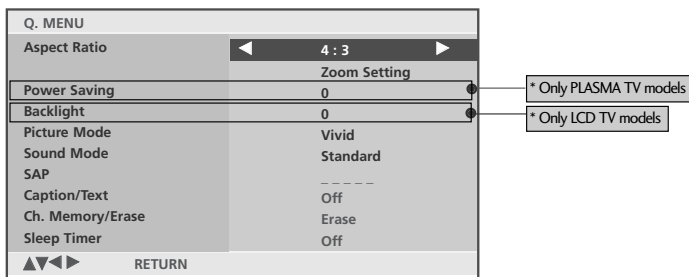 Q. MENU
Aspect Ratio 4 : 3
Zoom Setting
Power Saving 0 * Only PLASMA TV models
Backlight 0 * Only LCD TV models
Picture Mode Vivid
Sound Mode Standard
SAP _ _ _ _ _
Caption/Text Off
Ch. Memory/Erase Erase
Sleep Timer Off
RETURN